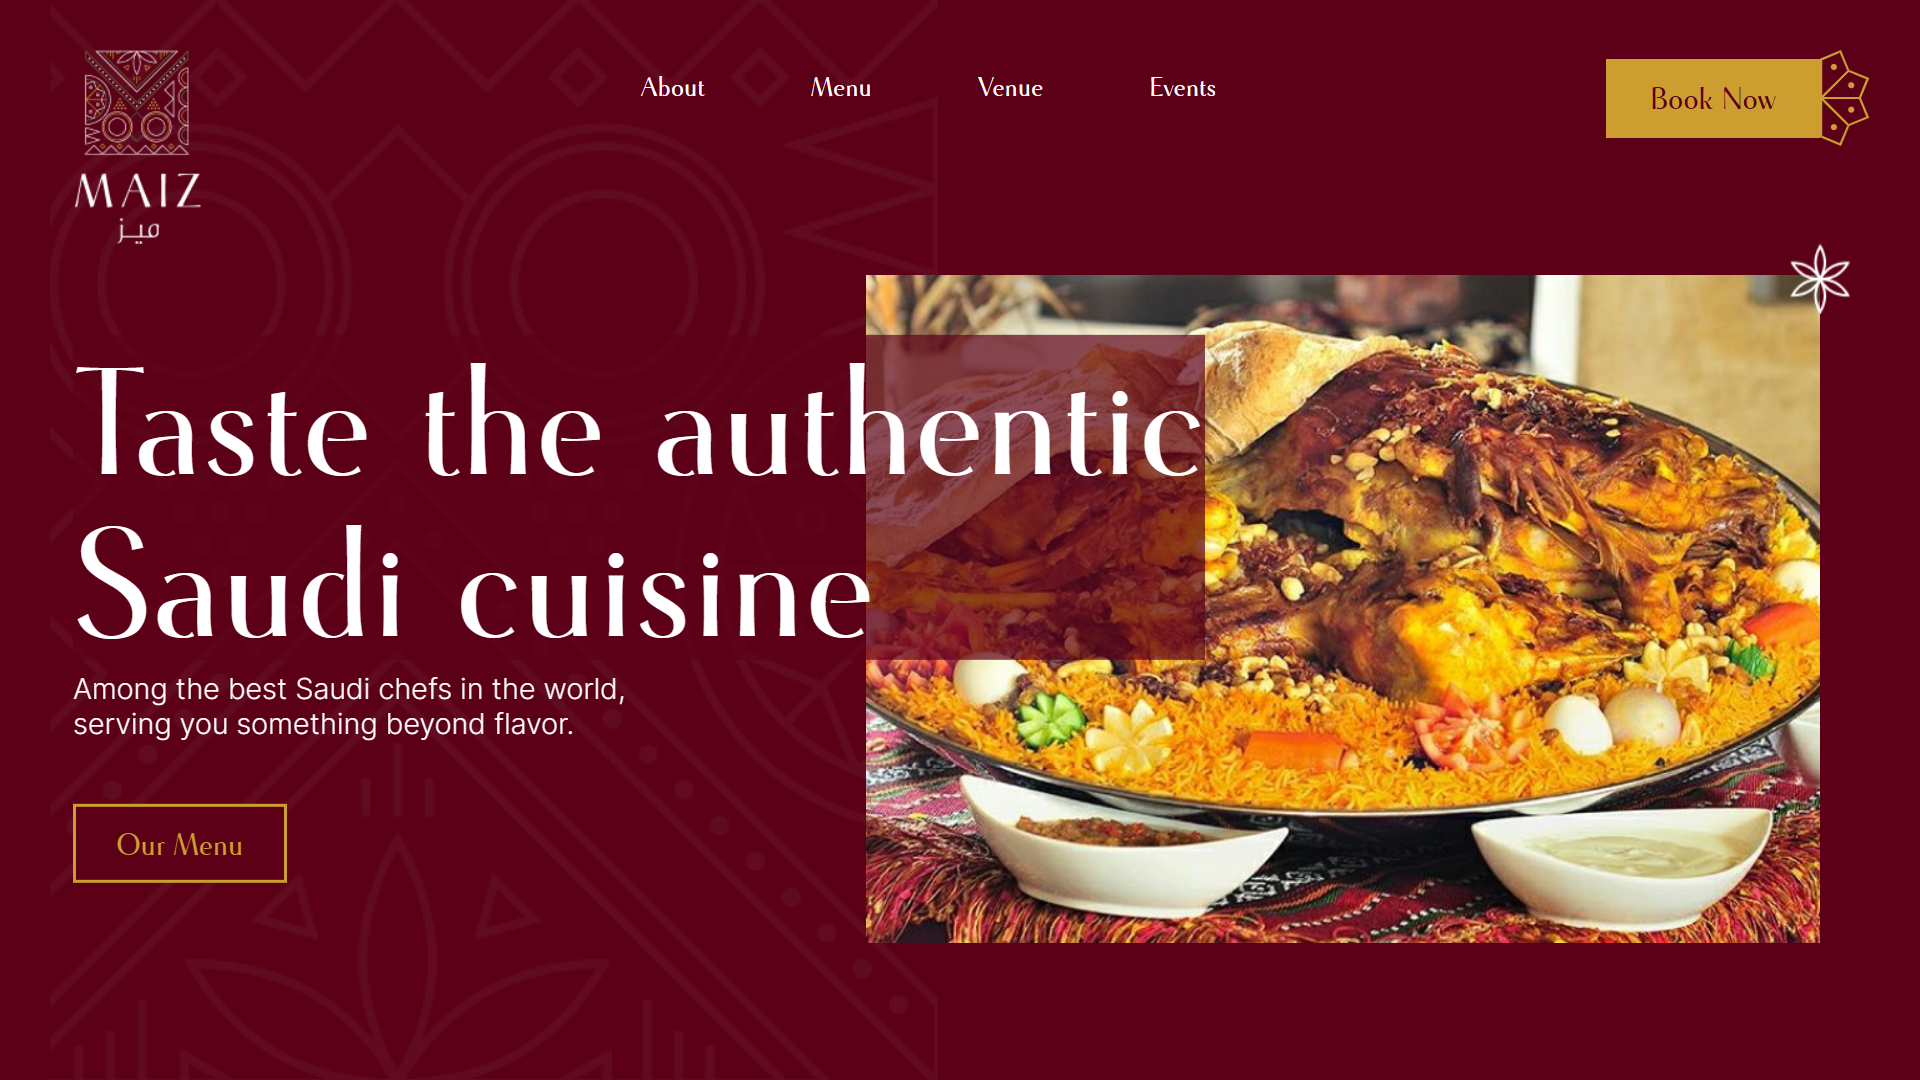 MAIZ
ميز
About
Menu
Venue
Events
Book Now
Taste the authentic
Saudi cuisine
Among the best Saudi chefs in the world,
serving you something beyond flavor.
Our Menu